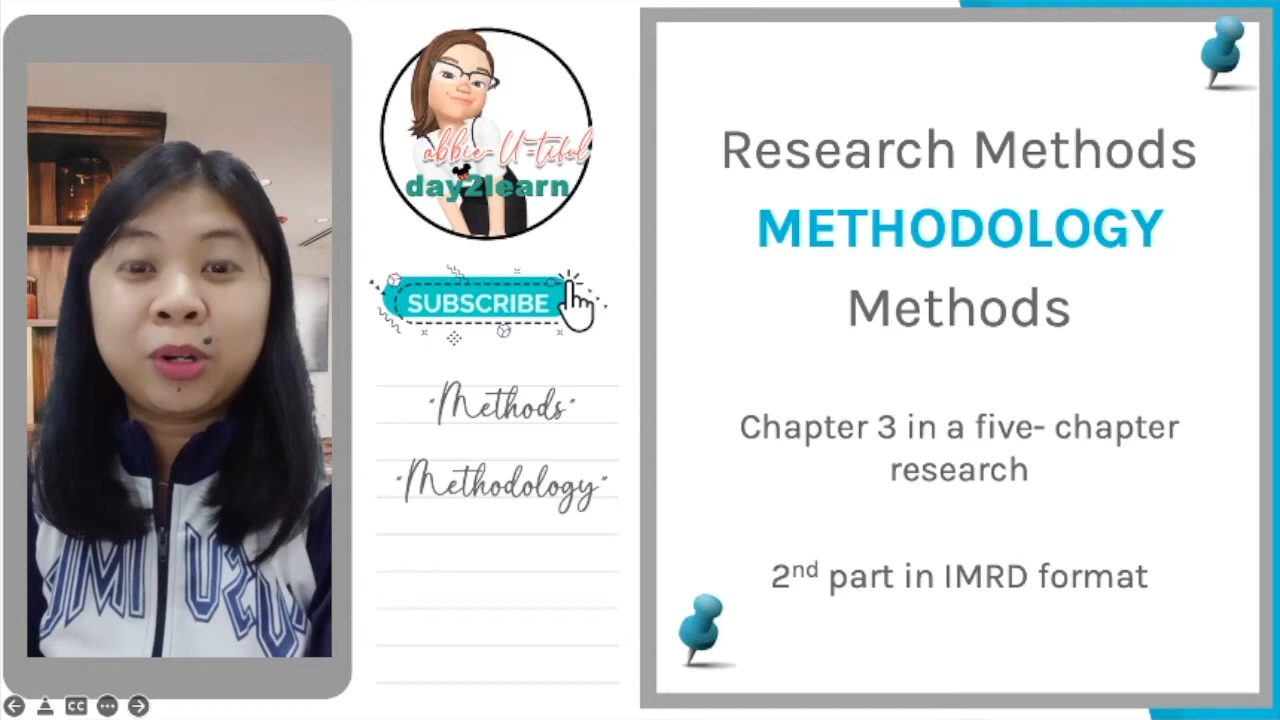 abbie-U-tiful
day2learn
SUBSCRIBE
"Methods"
"Methodology"
Research Methods
METHODOLOGY
Methods
Chapter 3 in a five- chapter
research
2nd part in IMRD format
CC